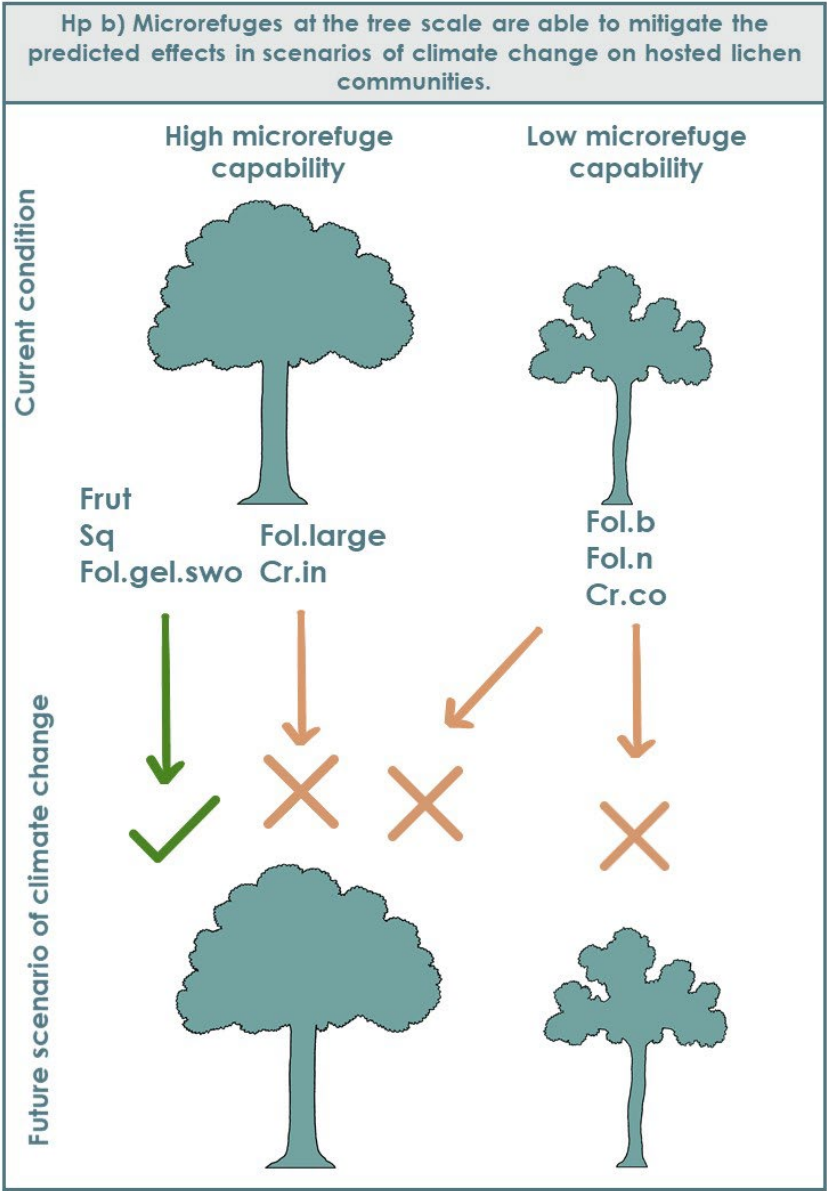 Hp b) Microrefuges at the tree scale are able to mitigate the
predicted effects in scenarios of climate change on hosted lichen
communities.
High microrefuge
capability
Low microrefuge
capability
Current condition
Frut
Sq
Fol.gel.swo
Fol.large
Cr.in
Fol.b
Fol.n
Cr.co
Future scenario of climate change